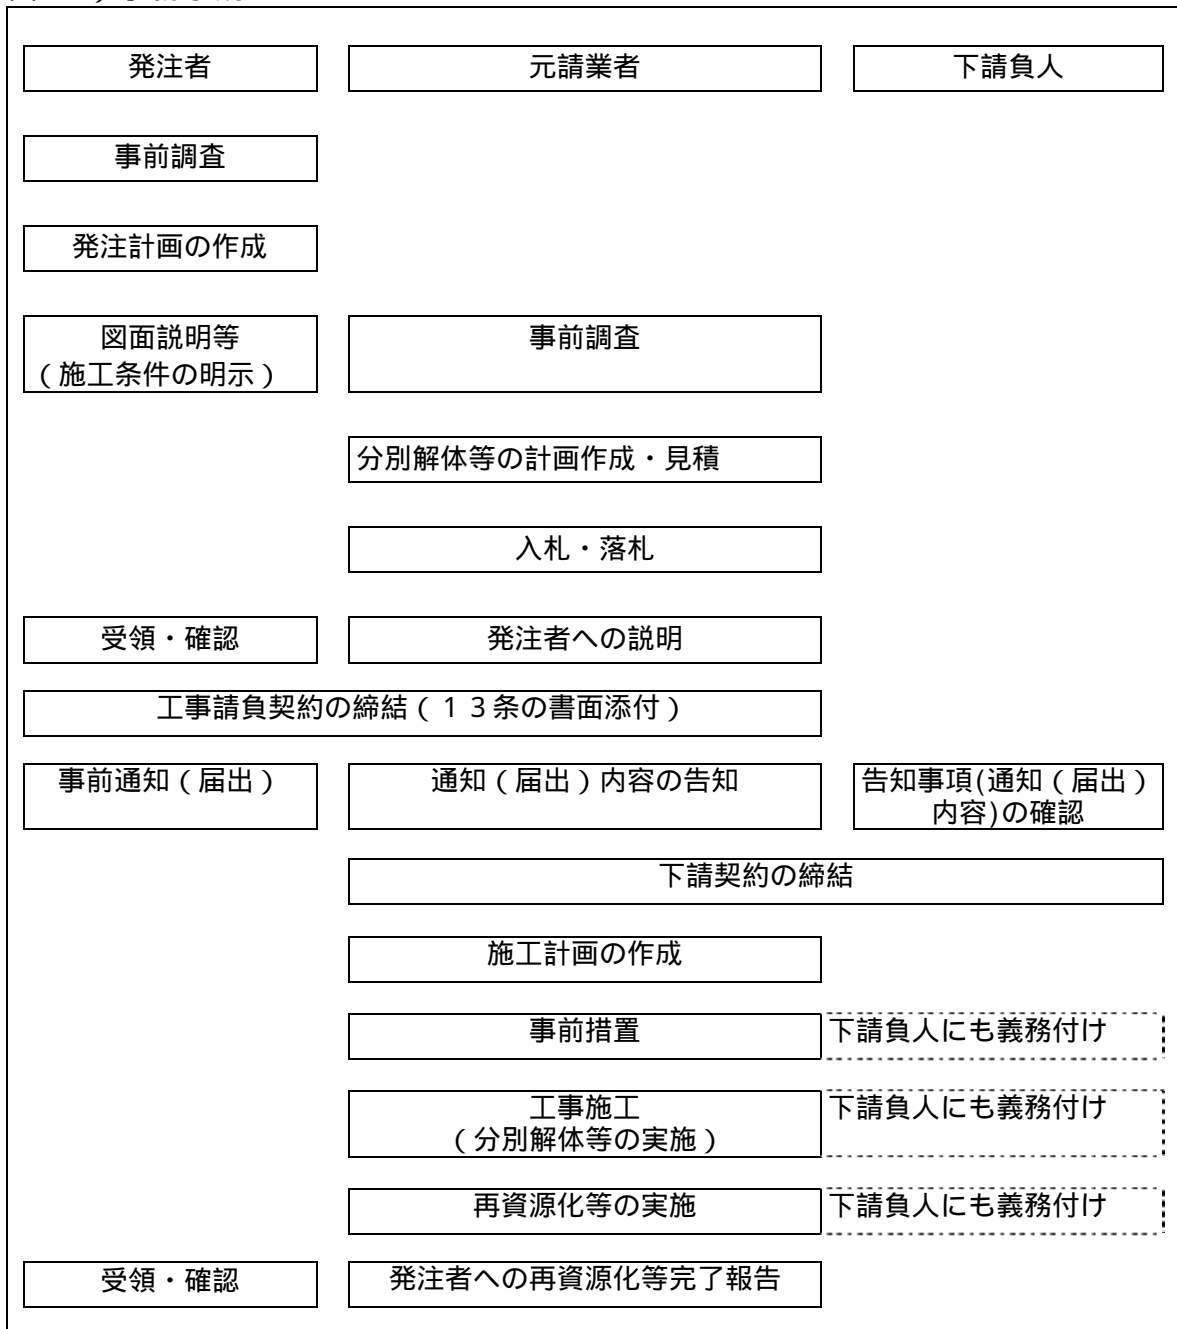 発注者
元請業者
下請負人
事前調査
発注計画の作成
図面説明等
（施工条件の明示）
事前調査
分別解体等の計画作成・見積
入札・落札
受領・確認
発注者への説明
工事請負契約の締結（１３条の書面添付）
事前通知（届出）
通知（届出）内容の告知
告知事項(通知（届出）
内容)の確認
下請契約の締結
施工計画の作成
事前措置
下請負人にも義務付け
工事施工
（分別解体等の実施）
下請負人にも義務付け
再資源化等の実施
下請負人にも義務付け
受領・確認
発注者への再資源化等完了報告